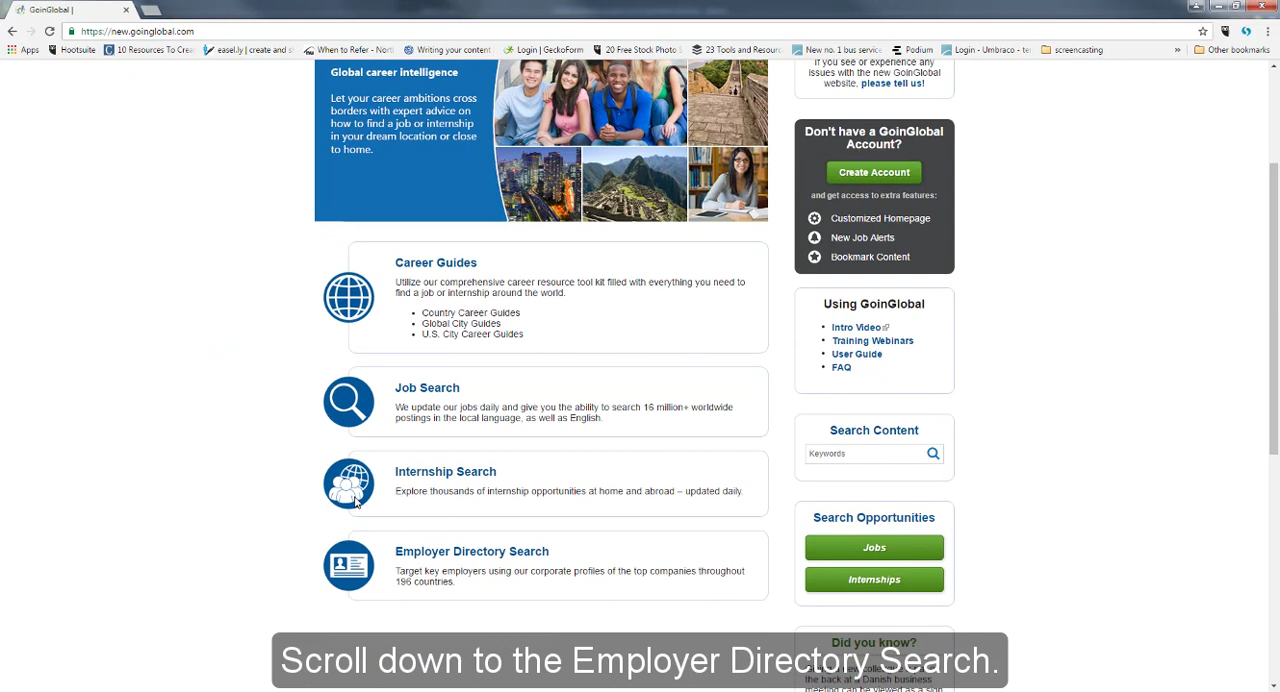 GoinGlobal |
https://new.goinglobal.com
Apps
Hootsuite
10 Resources To Crea
easel.ly | create and s
When to Refer - North
Writing your content
Login | GeckoForm
20 Free Stock Photo S
23 Tools and Resourc
New no. 1 bus service
Podium
Login - Umbraco - te
screencasting
»
Other bookmarks
Global career intelligence
Let your career ambitions cross
borders with expert advice on
how to find a job or internship
in your dream location or close
to home.
Career Guides
Utilize our comprehensive career resource tool kit filled with everything you need to
find a job or internship around the world.
• Country Career Guides
• Global City Guides
• U.S. City Career Guides
Job Search
We update our jobs daily and give you the ability to search 16 million+ worldwide
postings in the local language, as well as English.
Internship Search
Explore thousands of internship opportunities at home and abroad – updated daily.
Employer Directory Search
Target key employers using our corporate profiles of the top companies throughout
196 countries.
If you see or experience any
issues with the new GoinGlobal
website, please tell us!
Don't have a GoinGlobal
Account?
Create Account
and get access to extra features:
Customized Homepage
New Job Alerts
Bookmark Content
Using GoinGlobal
• Intro Video
• Training Webinars
• User Guide
• FAQ
Search Content
Keywords
Search Opportunities
Jobs
Internships
Did you know?
the back at a Danish business
meeting can be viewed as a sign
Scroll down to the Employer Directory Search.